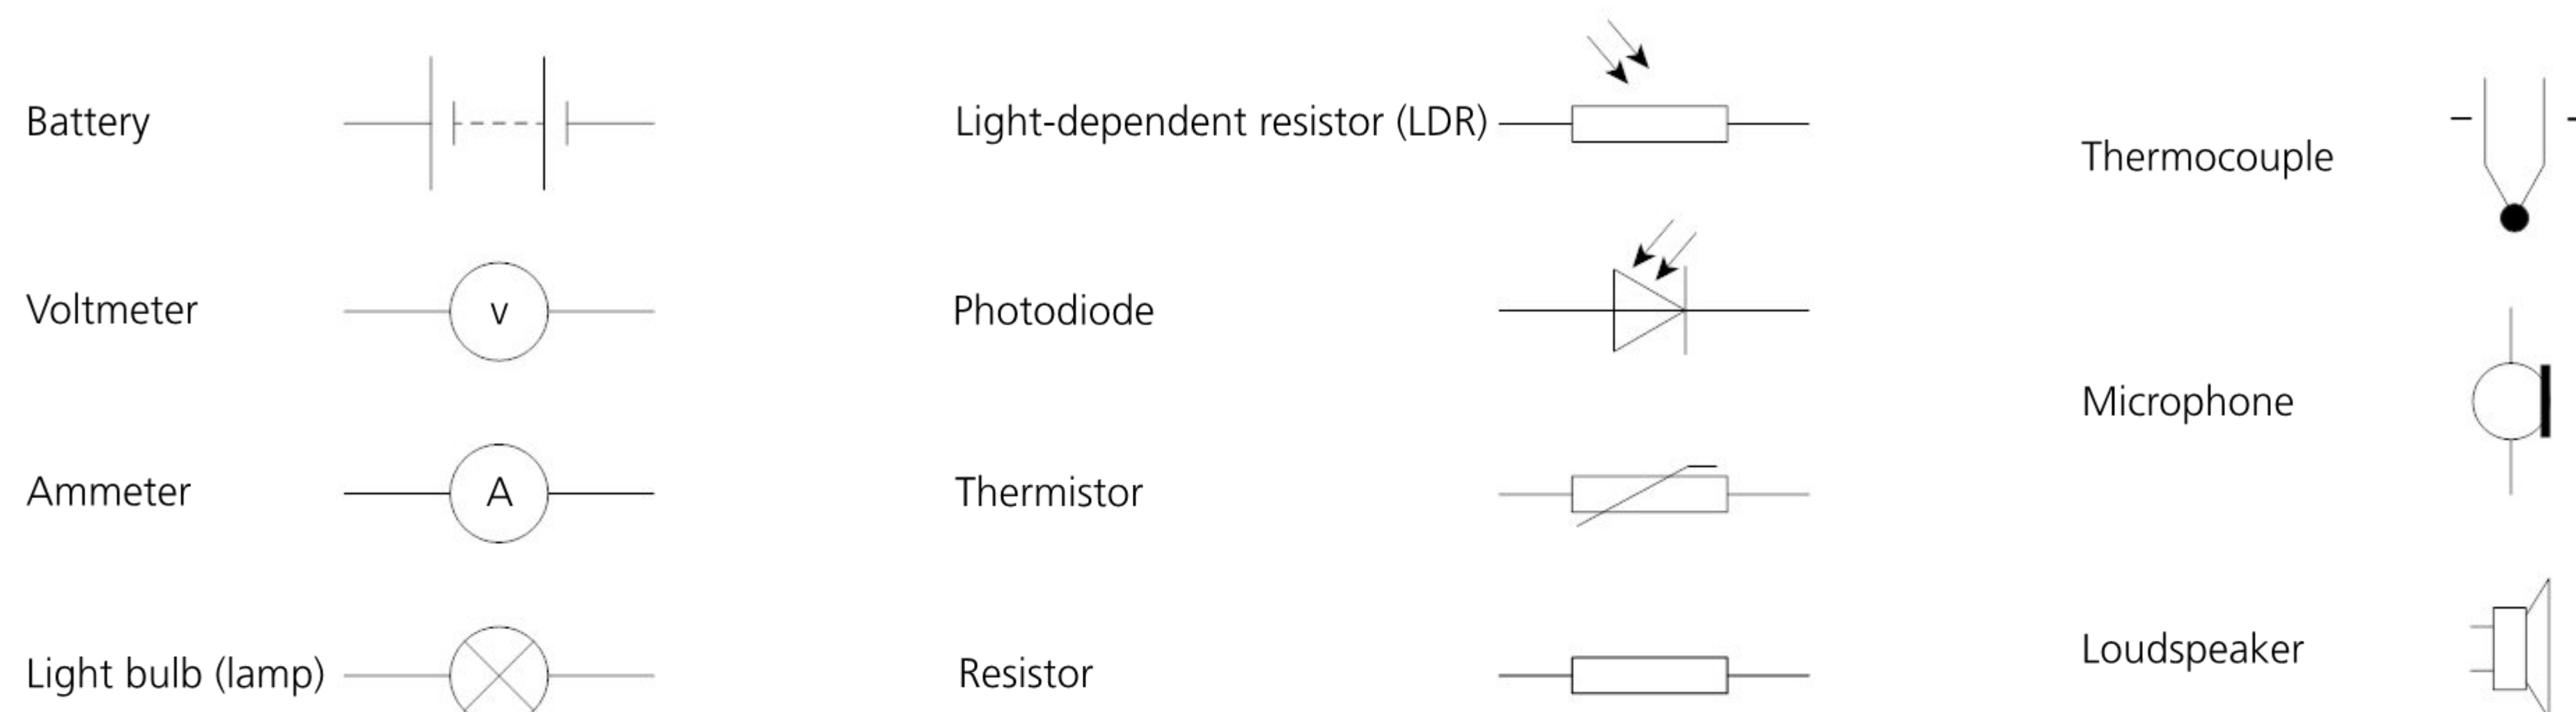 Battery
Voltmeter
v
Ammeter
A
Light bulb (lamp)
Light-dependent resistor (LDR)
Photodiode
Thermistor
Resistor
Thermocouple
Microphone
Loudspeaker